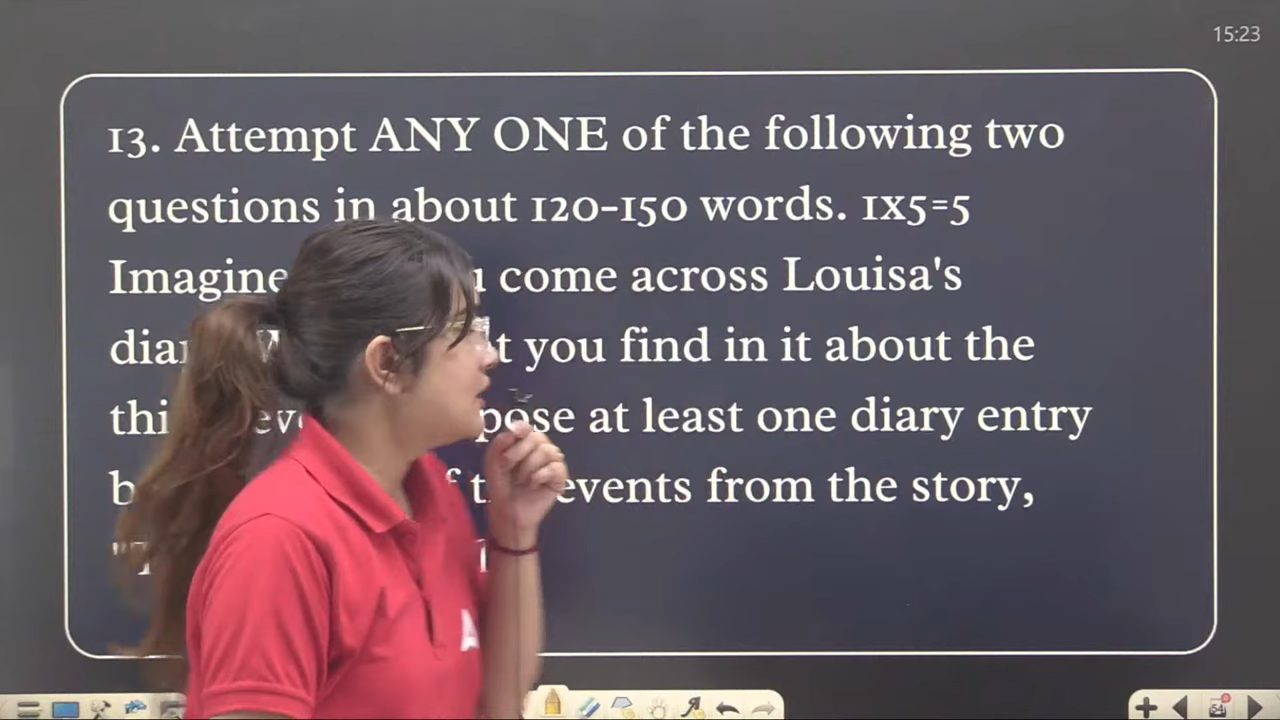 15:23
13. Attempt ANY ONE of the following two
questions in about 120-150 words. 1x5=5
Imagine come across Louisa's
you find in it about the
at least one diary entry
events from the story,
54